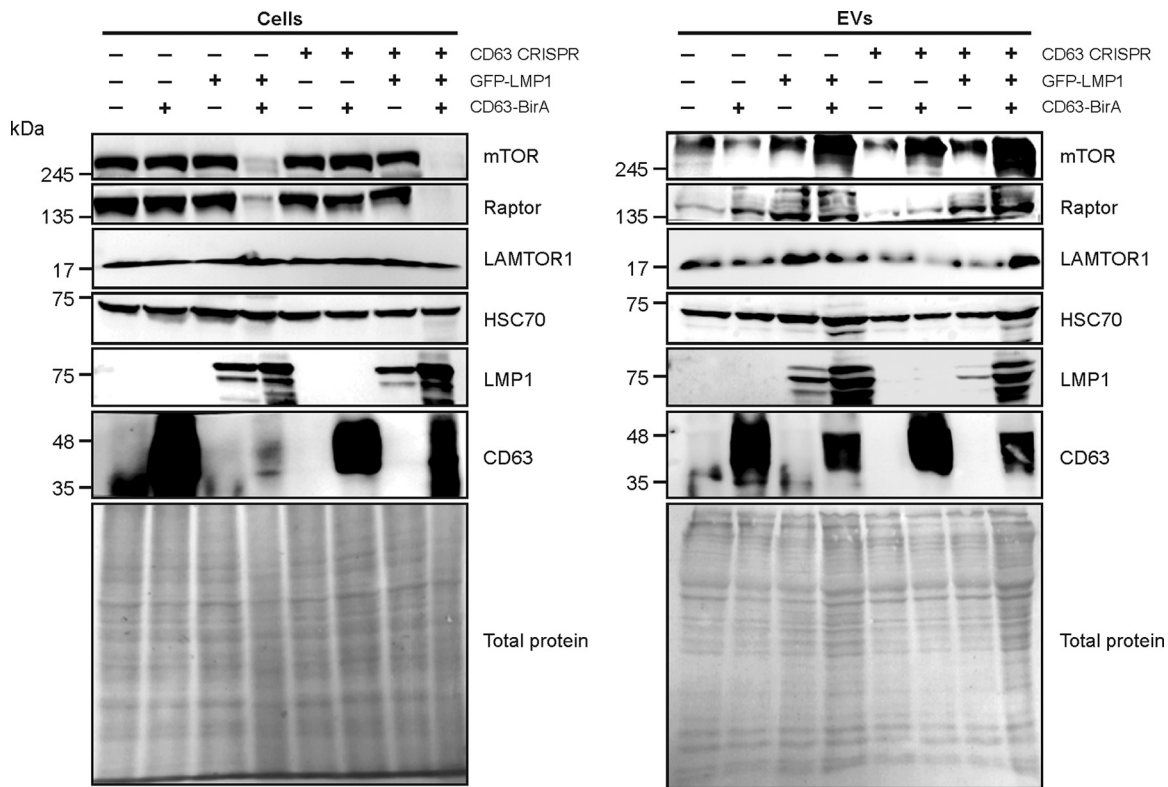 Cells
– – – – + + + + CD63 CRISPR
– – + + – – + + GFP-LMP1
– + – + – + – + CD63-BirA
kDa
245 mTOR
135 Raptor
17 LAMTOR1
75 HSC70
75 LMP1
48
35 CD63
Total protein
EVs
– – – – + + + + CD63 CRISPR
– – + + – – + + GFP-LMP1
– + – + – + – + CD63-BirA
245 mTOR
135 Raptor
17 LAMTOR1
75 HSC70
75 LMP1
48
35 CD63
Total protein